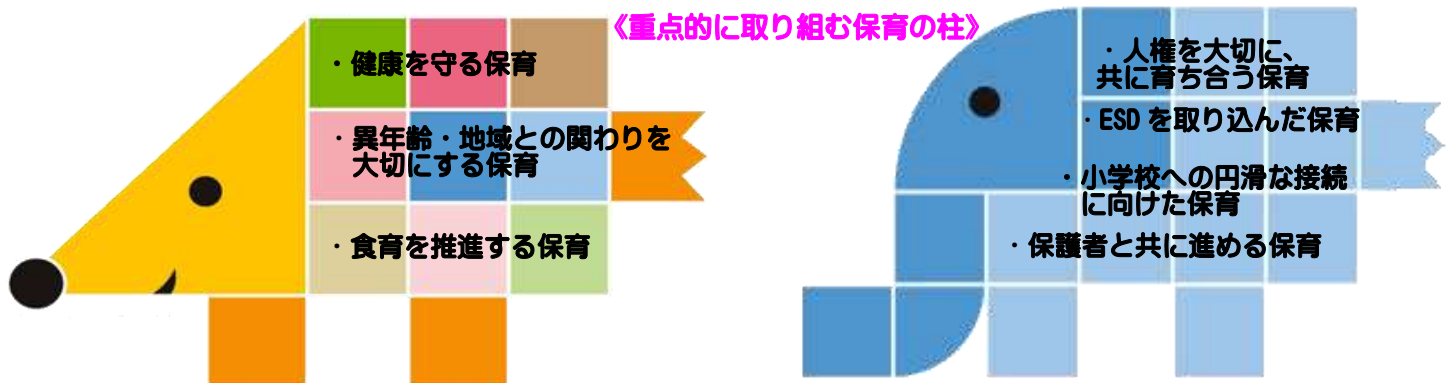 《重点的に取り組む保育の柱》
・健康を守る保育
・異年齢・地域との関わりを
大切にする保育
・食育を推進する保育
・人権を大切に、
共に育ち合う保育
・ESDを取り込んだ保育
・小学校への円滑な接続
に向けた保育
・保護者と共に進める保育